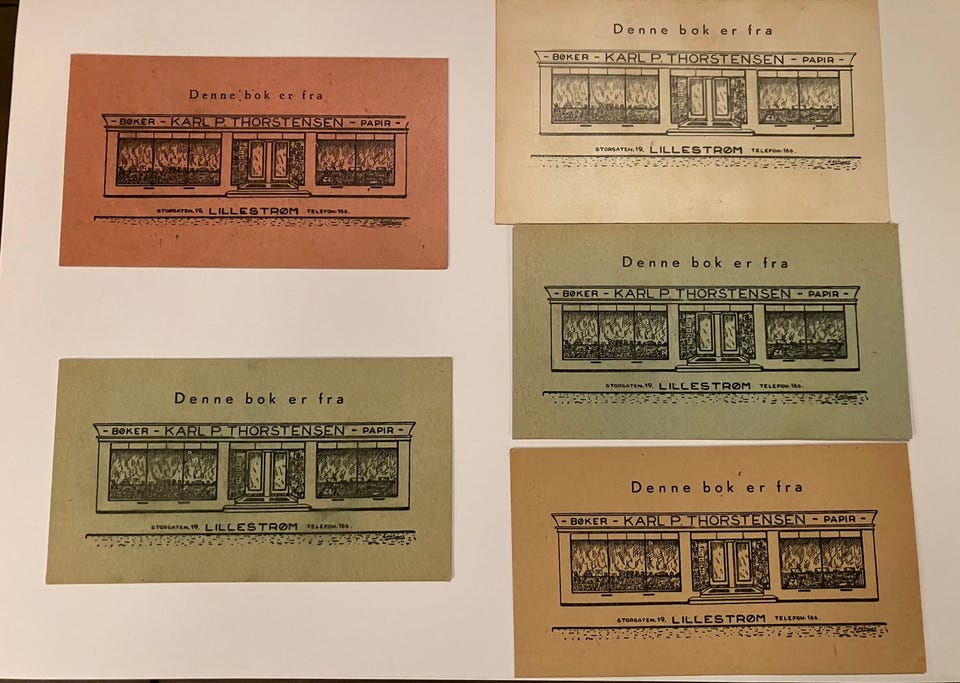 Denne bok er fra
- BØKER - KARL P. THORSTENSEN - PAPIR -
STORGATEN. 19. LILLESTRØM TELEFON-166.
Denne bok er fra
- BØKER - KARL P. THORSTENSEN - PAPIR -
STORGATEN. 19. LILLESTRØM TELEFON-166.
Denne bok er fra
- BØKER - KARL P. THORSTENSEN - PAPIR -
STORGATEN. 19. LILLESTRØM TELEFON-166.
Denne bok er fra
- BØKER - KARL P. THORSTENSEN - PAPIR -
STORGATEN. 19. LILLESTRØM TELEFON-166.
Denne bok er fra
- BØKER - KARL P. THORSTENSEN - PAPIR -
STORGATEN. 19. LILLESTRØM TELEFON-166.